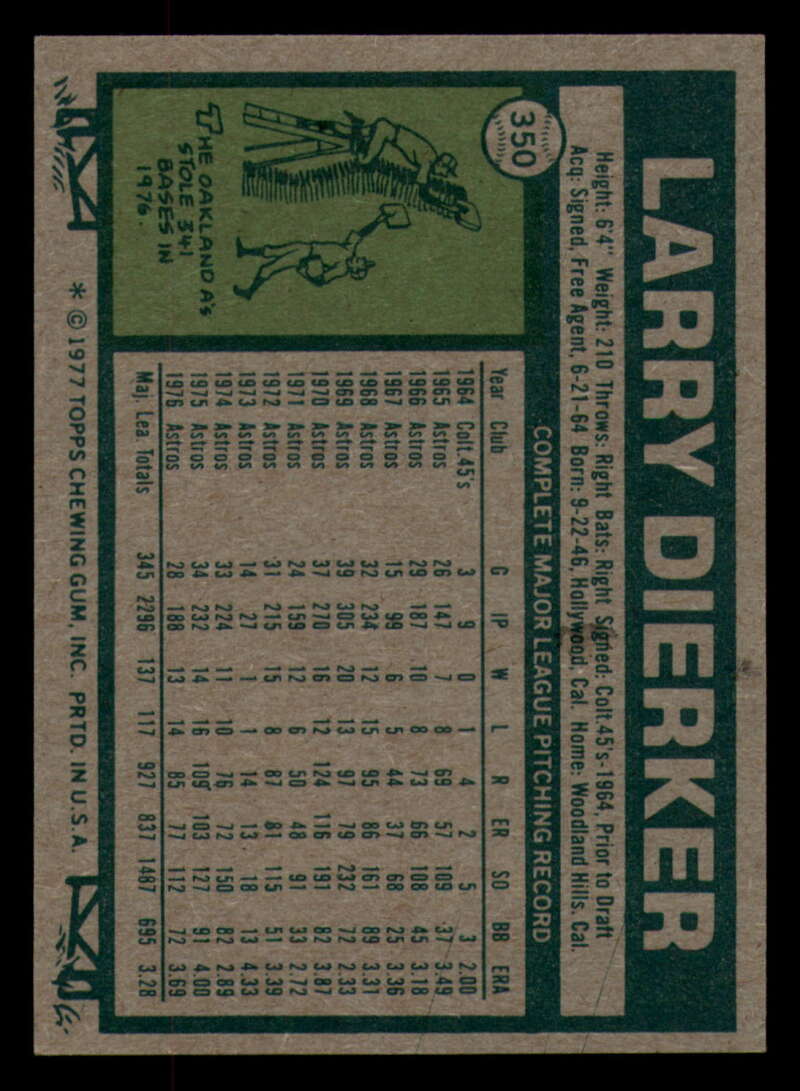 LARRY DIERKER
350
Height: 6'4" Weight: 210 Throws: Right Bats: Right Signed: Colt.45's-1964, Prior to Draft
Acq: Signed, Free Agent, 6-21-64 Born: 9-22-46, Hollywood, Cal. Home: Woodland Hills, Cal.
THE OAKLAND A's
STOLE 341
BASES IN
1976.
COMPLETE MAJOR LEAGUE PITCHING RECORD
Year Club G IP W L R ER SO BB ERA
1964 Colt.45's 3 9 0 1 4 2 5 3 2.00
1965 Astros 26 147 7 8 69 57 109 37 3.49
1966 Astros 29 187 10 8 73 66 108 45 3.18
1967 Astros 15 99 6 5 44 37 68 25 3.36
1968 Astros 32 234 12 15 95 86 161 89 3.31
1969 Astros 39 305 20 13 97 79 232 72 2.33
1970 Astros 37 270 16 12 124 116 191 82 3.87
1971 Astros 24 159 12 6 50 48 91 33 2.72
1972 Astros 31 215 15 8 87 81 115 51 3.39
1973 Astros 14 27 1 1 14 13 18 13 4.33
1974 Astros 33 224 11 10 76 72 150 82 2.89
1975 Astros 34 232 14 16 109 103 127 91 4.00
1976 Astros 28 188 13 14 85 77 112 72 3.69
Maj. Lea Totals 345 2296 137 117 927 837 1487 695 3.28
* © 1977 TOPPS CHEWING GUM, INC. PRTD. IN U.S.A.